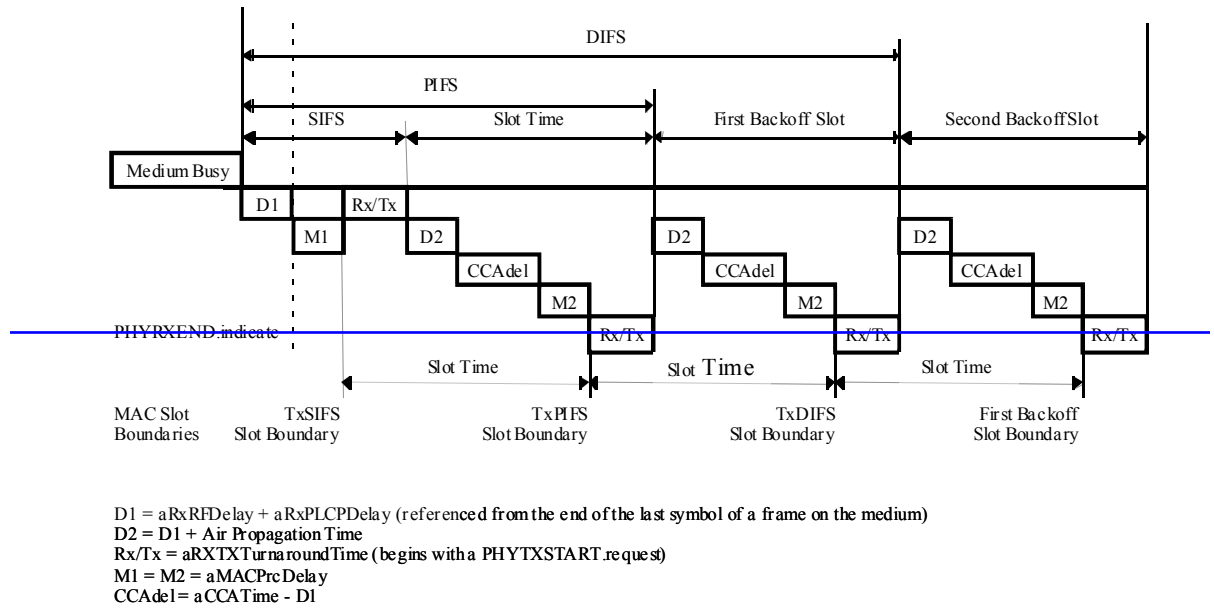 DIFS
PIFS
SIFS
Slot Time
First Backoff Slot
Second Backoff Slot
Medium Busy
D1
Rx/Tx
M1
D2
D2
D2
CCAdel
CCAdel
CCAdel
M2
M2
M2
PHYRXEND.indicate
Rx/Tx
Rx/Tx
Rx/Tx
Slot Time
Slot Time
Slot Time
MAC Slot
Boundaries
TxSIFS
Slot Boundary
TxPIFS
Slot Boundary
TxDIFS
Slot Boundary
First Backoff
Slot Boundary
D1 = aRxRFDelay + aRxPLCPDelay (referenced from the end of the last symbol of a frame on the medium)
D2 = D1 + Air Propagation Time
Rx/Tx = aRXTXTurnaroundTime (begins with a PHYTXSTART.request)
M1 = M2 = aMACPrcDelay
CCAdel = aCCATime - D1